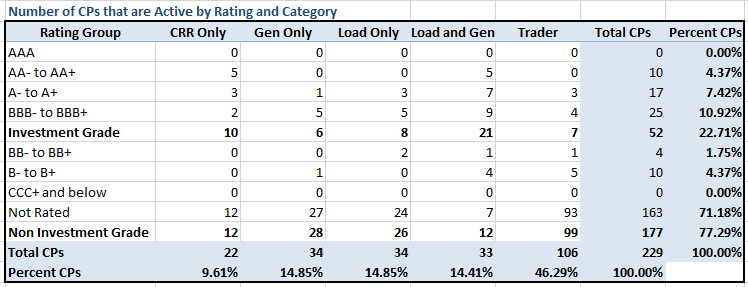 Number of CPs that are Active by Rating and Category
Rating Group CRR Only Gen Only Load Only Load and Gen Trader Total CPs Percent CPs
AAA 0 0 0 0 0 0 0.00%
AA- to AA+ 5 0 0 5 0 10 4.37%
A- to A+ 3 1 3 7 3 17 7.42%
BBB- to BBB+ 2 5 5 9 4 25 10.92%
Investment Grade 10 6 8 21 7 52 22.71%
BB- to BB+ 0 0 2 1 1 4 1.75%
B- to B+ 0 1 0 4 5 10 4.37%
CCC+ and below 0 0 0 0 0 0 0.00%
Not Rated 12 27 24 7 93 163 71.18%
Non Investment Grade 12 28 26 12 99 177 77.29%
Total CPs 22 34 34 33 106 229 100.00%
Percent CPs 9.61% 14.85% 14.85% 14.41% 46.29% 100.00%